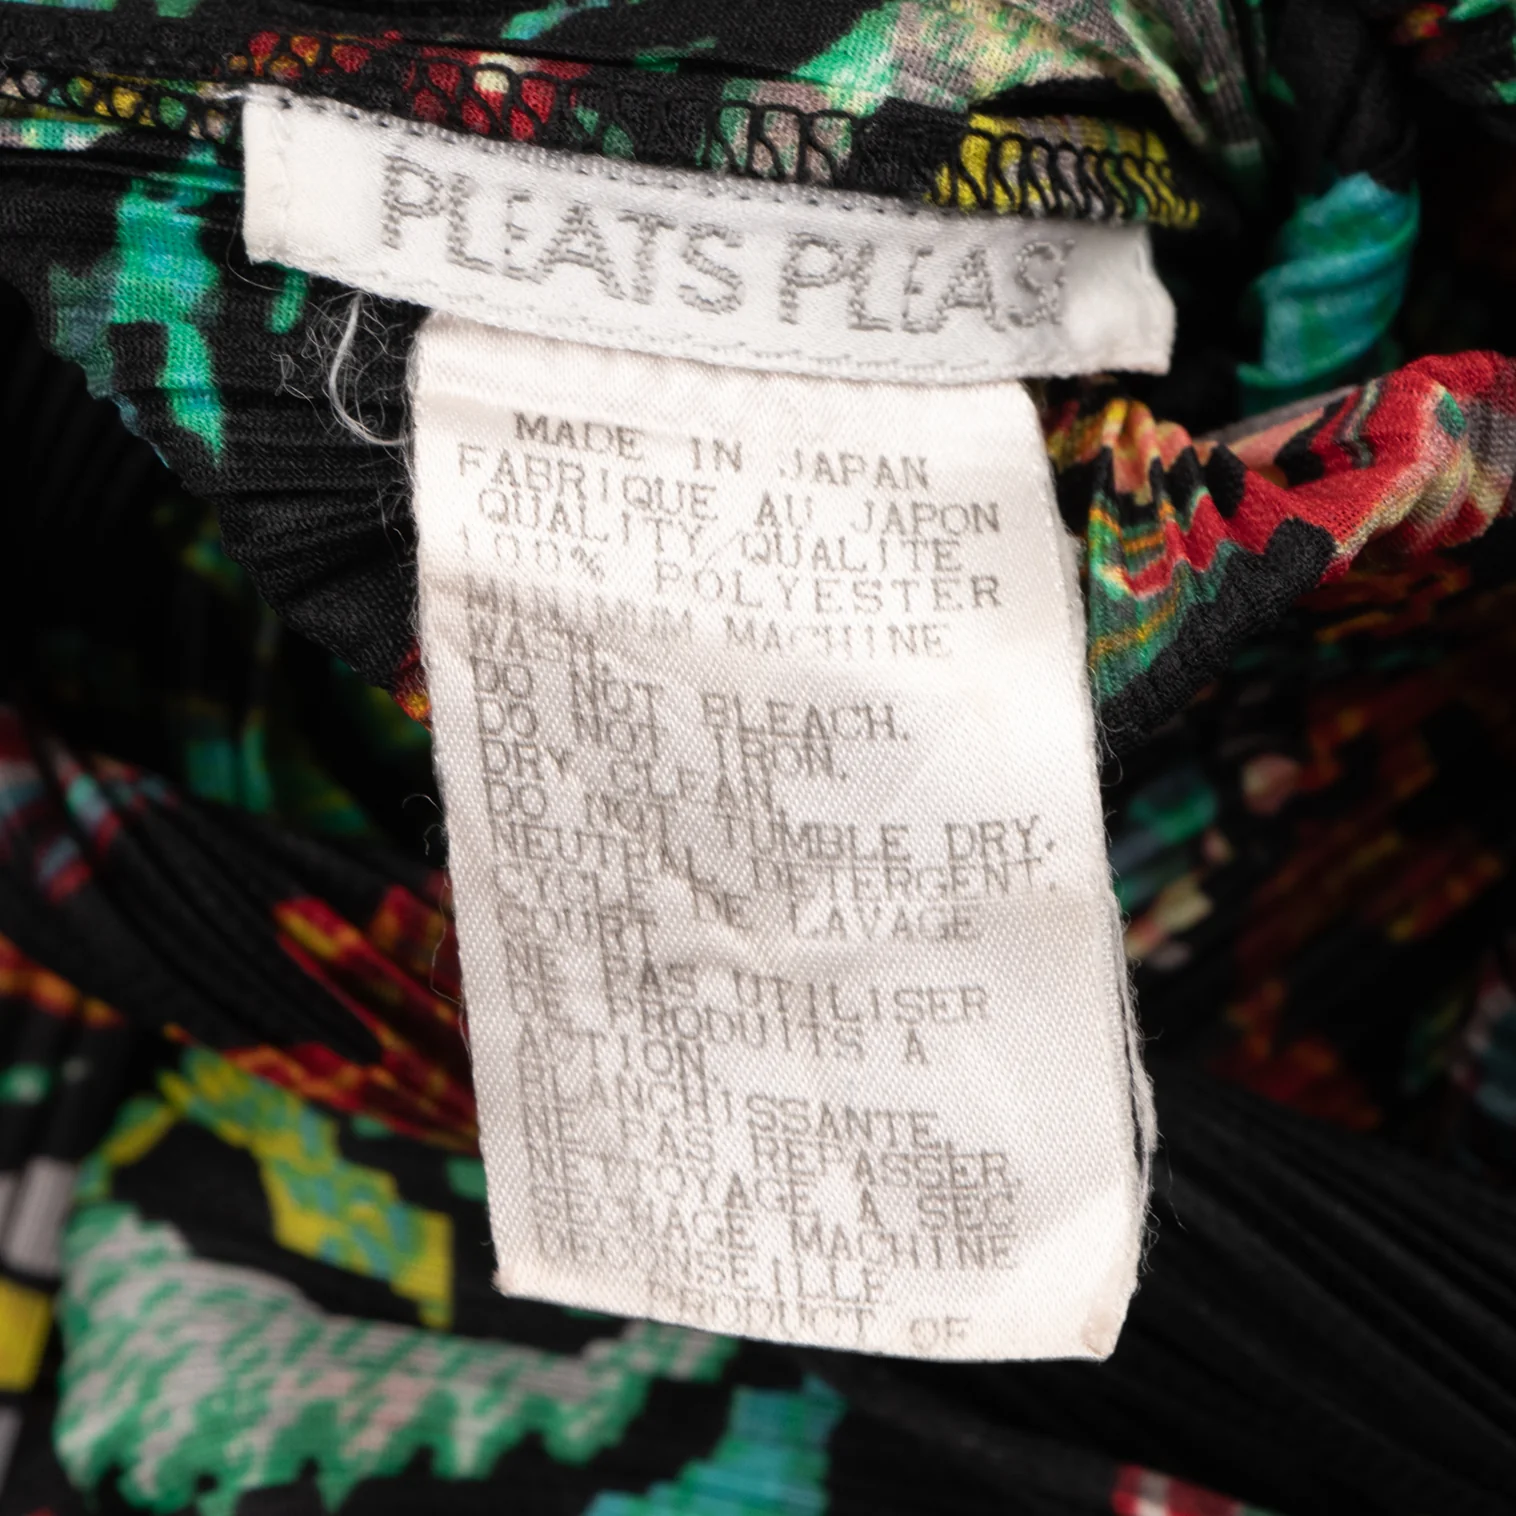 PLEATS PLEAS
MADE IN JAPAN
FABRIQUE AU JAPON
QUALITY/QUALITE
100% POLYESTER
MINIMUM MACHINE
WASH.
DO NOT BLEACH.
DO NOT IRON.
DRY CLEAN.
DO NOT TUMBLE DRY.
NEUTRAL DETERGENT.
CYCLE DE LAVAGE
COURT
NE PAS UTILISER
DE PRODUITS A
ACTION
BLANCHISSANTE
NE PAS REPASSER
NETTOYAGE A SEC
SECHAGE MACHINE
DECONSEILLE
PRODUCT OF